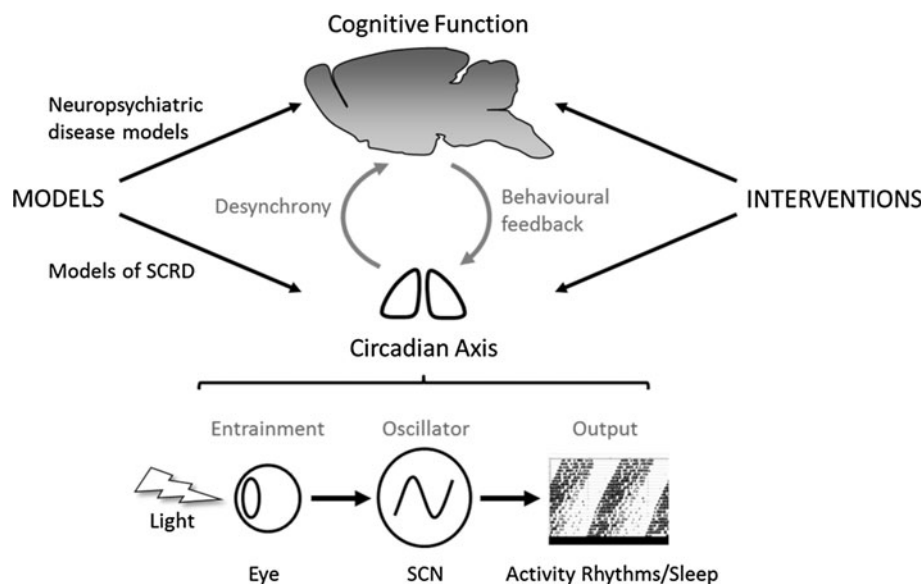 Cognitive Function
Neuropsychiatric
disease models
MODELS
Desynchrony
Behavioural
feedback
INTERVENTIONS
Models of SCRD
Circadian Axis
Entrainment
Oscillator
Output
Light
Eye
SCN
Activity Rhythms/Sleep